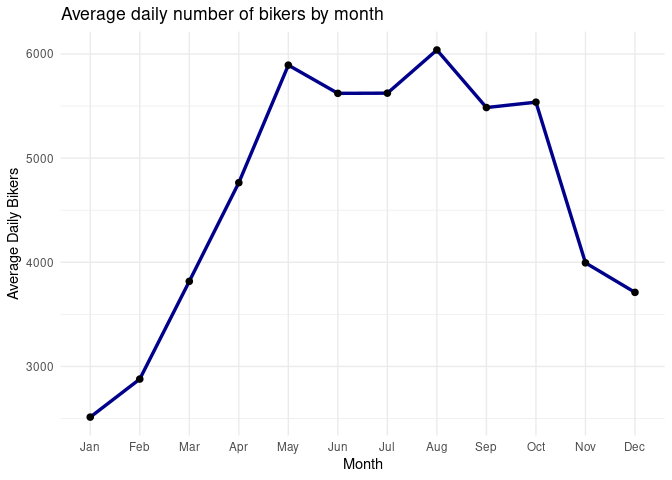 Average daily number of bikers by month
Average Daily Bikers
6000
5000
4000
3000
Jan Feb Mar Apr May Jun Jul Aug Sep Oct Nov Dec
Month